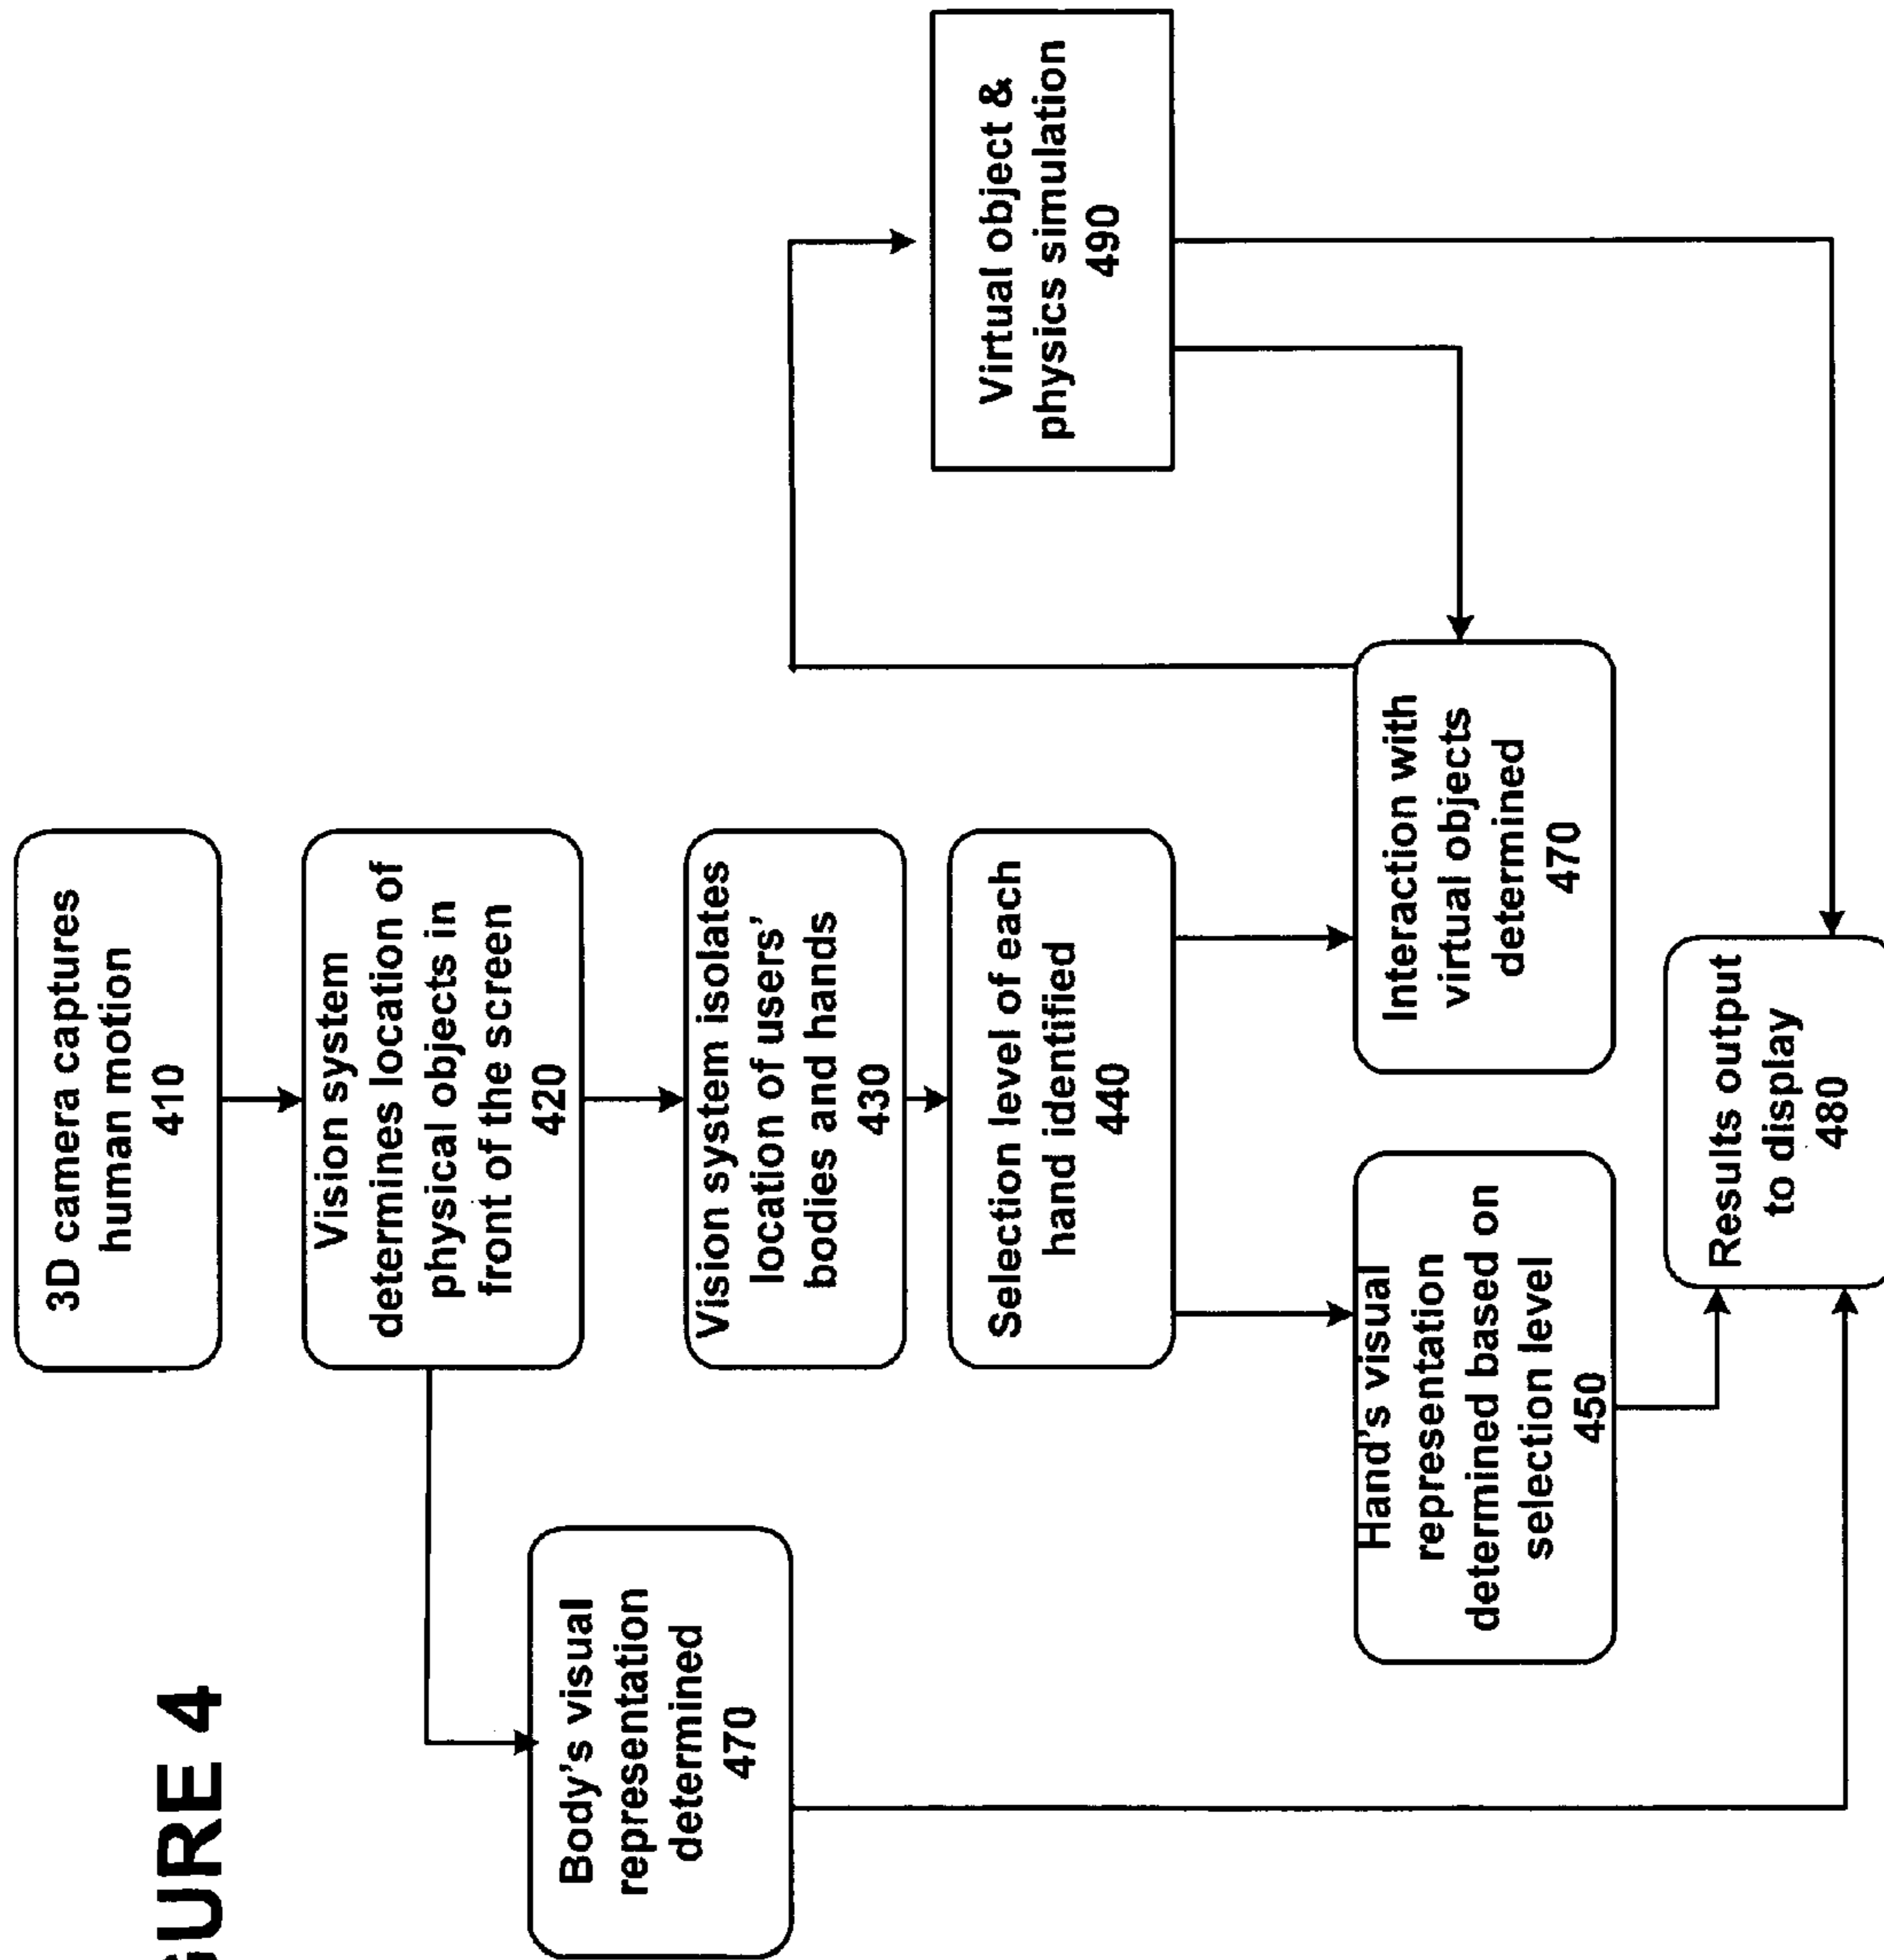 GURE 4
3D camera captures
human motion
410
Vision system
determines location of
physical objects in
front of the screen
420
Body's visual
representation
determined
470
Vision system isolates
location of users'
bodies and hands
430
Selection level of each
hand identified
440
Virtual object &
physics simulation
490
Hand's visual
representation
determined based on
selection level
450
Interaction with
virtual objects
determined
470
Results output
to display
480